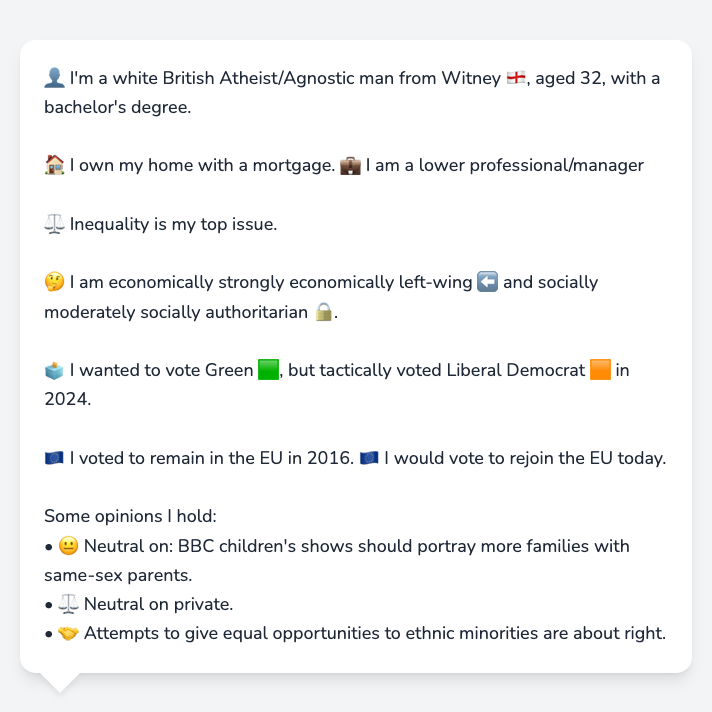 👤 I'm a white British Atheist/Agnostic man from Witney 🏴󠁧󠁢󠁥󠁮󠁧󠁿, aged 32, with a
bachelor's degree.
🏠 I own my home with a mortgage. 💼 I am a lower professional/manager
⚖️ Inequality is my top issue.
🤔 I am economically strongly economically left-wing ⬅️ and socially
moderately socially authoritarian 🔒.
🗳️ I wanted to vote Green 🟩, but tactically voted Liberal Democrat 🟧 in
2024.
🇪🇺 I voted to remain in the EU in 2016. 🇪🇺 I would vote to rejoin the EU today.
Some opinions I hold:
• 😐 Neutral on: BBC children's shows should portray more families with
same-sex parents.
• ⚖️ Neutral on private.
• 🤝 Attempts to give equal opportunities to ethnic minorities are about right.